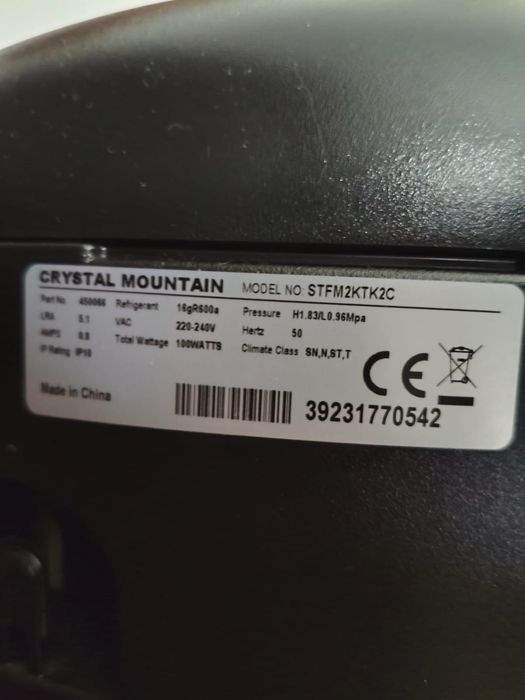 CRYSTAL MOUNTAIN MODEL NO: STFM2KTK2C
Part No 450066 Refrigerant 16gR600a Pressure H1.83/L0.96Mpa
LRA 5.1 VAC 220-240V Hertz 50
AMPS 0.8 Total Wattage 100WATTS Climate Class SN,N,ST,T
IP Rating IP10
CE
Made in China
39231770542